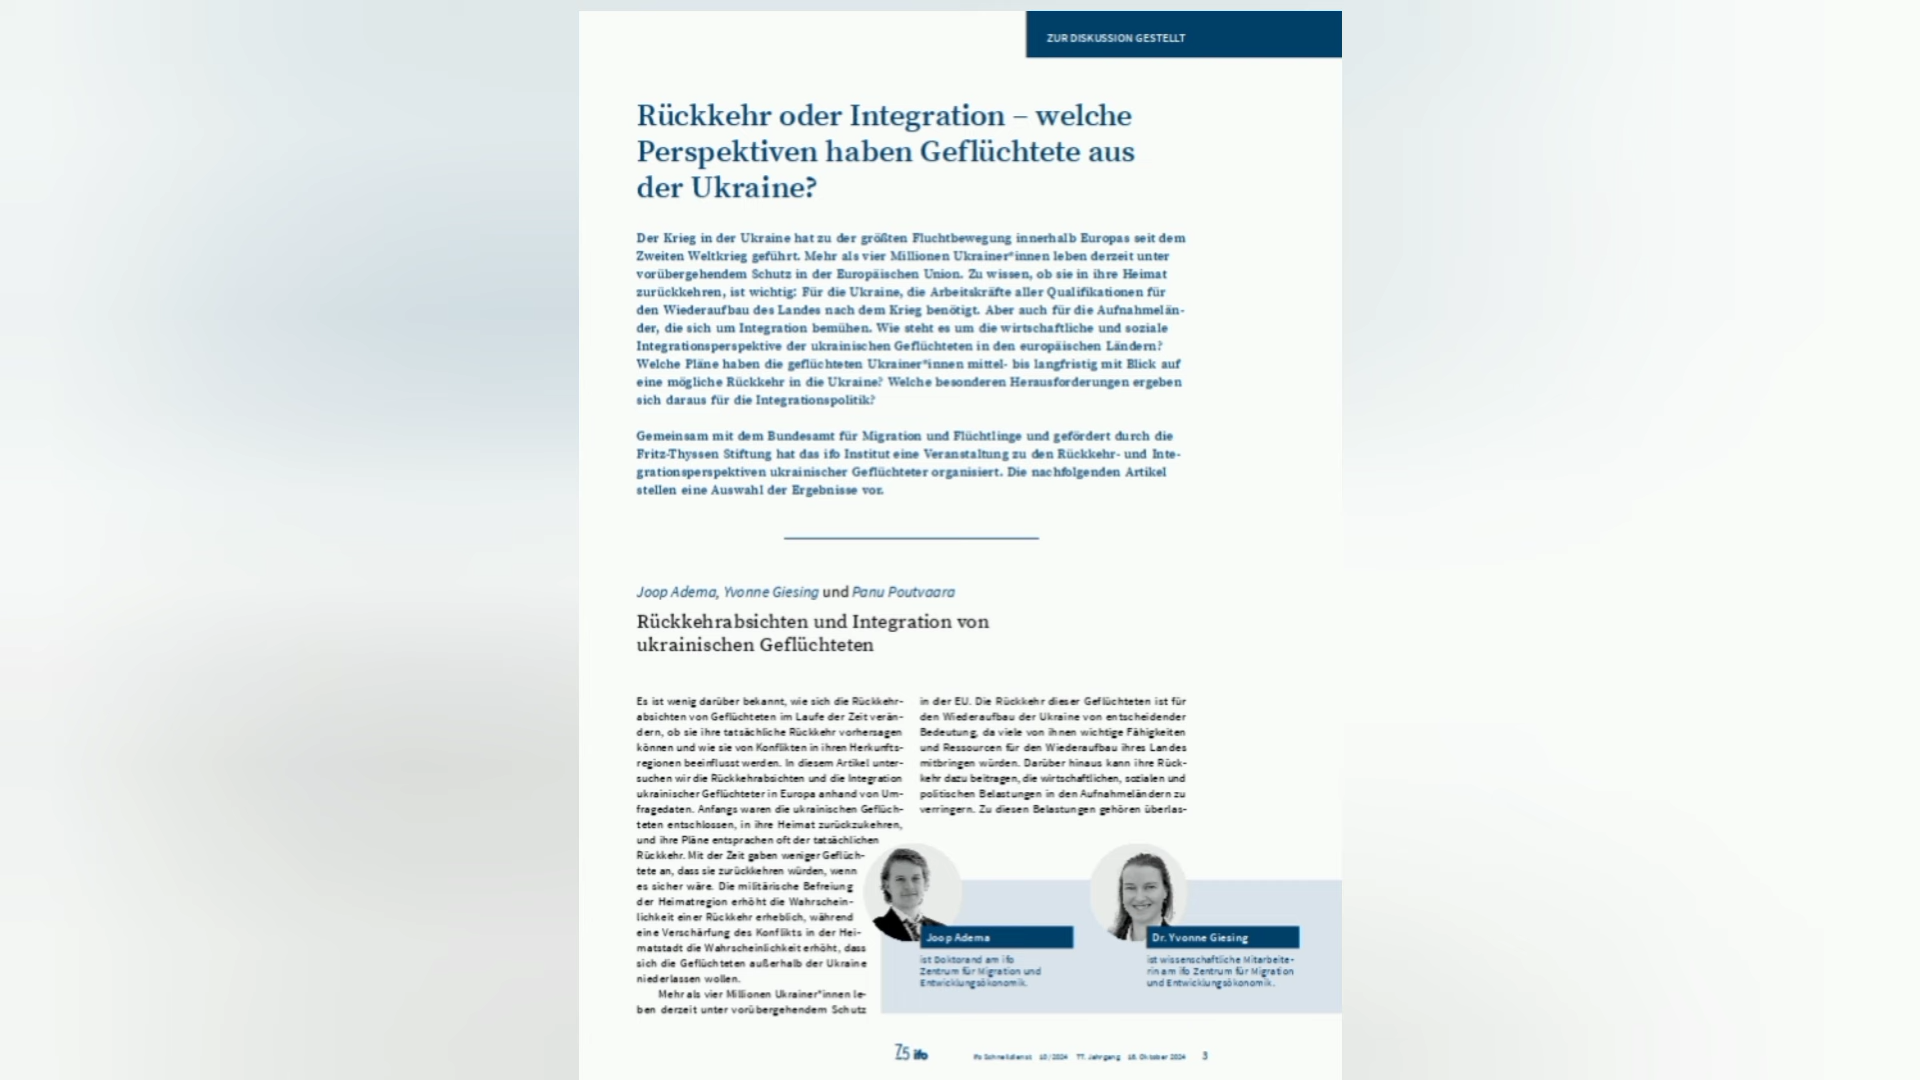 ZUR DISKUSSION GESTELLT
Rückkehr oder Integration – welche
Perspektiven haben Geflüchtete aus
der Ukraine?
Der Krieg in der Ukraine hat zu der größten Fluchtbewegung innerhalb Europas seit dem
Zweiten Weltkrieg geführt. Mehr als vier Millionen Ukrainer*innen leben derzeit unter
vorübergehendem Schutz in der Europäischen Union. Zu wissen, ob sie in ihre Heimat
zurückkehren, ist wichtig: Für die Ukraine, die Arbeitskräfte aller Qualifikationen für
den Wiederaufbau des Landes nach dem Krieg benötigt. Aber auch für die Aufnahmelän-
der, die sich um Integration bemühen. Wie steht es um die wirtschaftliche und soziale
Integrationsperspektive der ukrainischen Geflüchteten in den europäischen Ländern?
Welche Pläne haben die geflüchteten Ukrainer*innen mittel- bis langfristig mit Blick auf
eine mögliche Rückkehr in die Ukraine? Welche besonderen Herausforderungen ergeben
sich daraus für die Integrationspolitik?
Gemeinsam mit dem Bundesamt für Migration und Flüchtlinge und gefördert durch die
Fritz-Thyssen Stiftung hat das ifo Institut eine Veranstaltung zu den Rückkehr- und Inte-
grationsperspektiven ukrainischer Geflüchteter organisiert. Die nachfolgenden Artikel
stellen eine Auswahl der Ergebnisse vor.
Joop Adema, Yvonne Giesing und Panu Poutvaara
Rückkehrabsichten und Integration von
ukrainischen Geflüchteten
Es ist wenig darüber bekannt, wie sich die Rückkehr-
absichten von Geflüchteten im Laufe der Zeit verän-
dern, ob sie ihre tatsächliche Rückkehr vorhersagen
können und wie sie von Konflikten in ihren Herkunfts-
regionen beeinflusst werden. In diesem Artikel unter-
suchen wir die Rückkehrabsichten und die Integration
ukrainischer Geflüchteter in Europa anhand von Um-
fragedaten. Anfangs waren die ukrainischen Geflüch-
teten entschlossen, in ihre Heimat zurückzukehren,
und ihre Pläne entsprachen oft der tatsächlichen
Rückkehr. Mit der Zeit gaben weniger Geflüch-
tete an, dass sie zurückkehren würden, wenn
es sicher wäre. Die militärische Befreiung
der Heimatregion erhöht die Wahrschein-
lichkeit einer Rückkehr erheblich, während
eine Verschärfung des Konflikts in der Hei-
matstadt die Wahrscheinlichkeit erhöht, dass
sich die Geflüchteten außerhalb der Ukraine
niederlassen wollen.
Mehr als vier Millionen Ukrainer*innen le-
ben derzeit unter vorübergehendem Schutz
in der EU. Die Rückkehr dieser Geflüchteten ist für
den Wiederaufbau der Ukraine von entscheidender
Bedeutung, da viele von ihnen wichtige Fähigkeiten
und Ressourcen für den Wiederaufbau ihres Landes
mitbringen würden. Darüber hinaus kann ihre Rück-
kehr dazu beitragen, die wirtschaftlichen, sozialen und
politischen Belastungen in den Aufnahmeländern zu
verringern. Zu diesen Belastungen gehören überlas-
Joop Adema
ist Doktorand am ifo
Zentrum für Migration und
Entwicklungsökonomik.
Dr. Yvonne Giesing
ist wissenschaftliche Mitarbeite-
rin am ifo Zentrum für Migration
und Entwicklungsökonomik.
75 ifo
ifo Schnelldienst 10/2024 77. Jahrgang 16. Oktober 2024 3